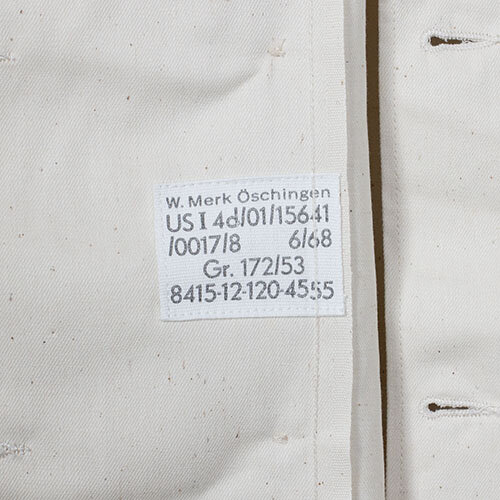 W. Merk Öschingen
US I 4d/01/15641
/0017/8 6/68
Gr. 172/53
8415-12-120-4555